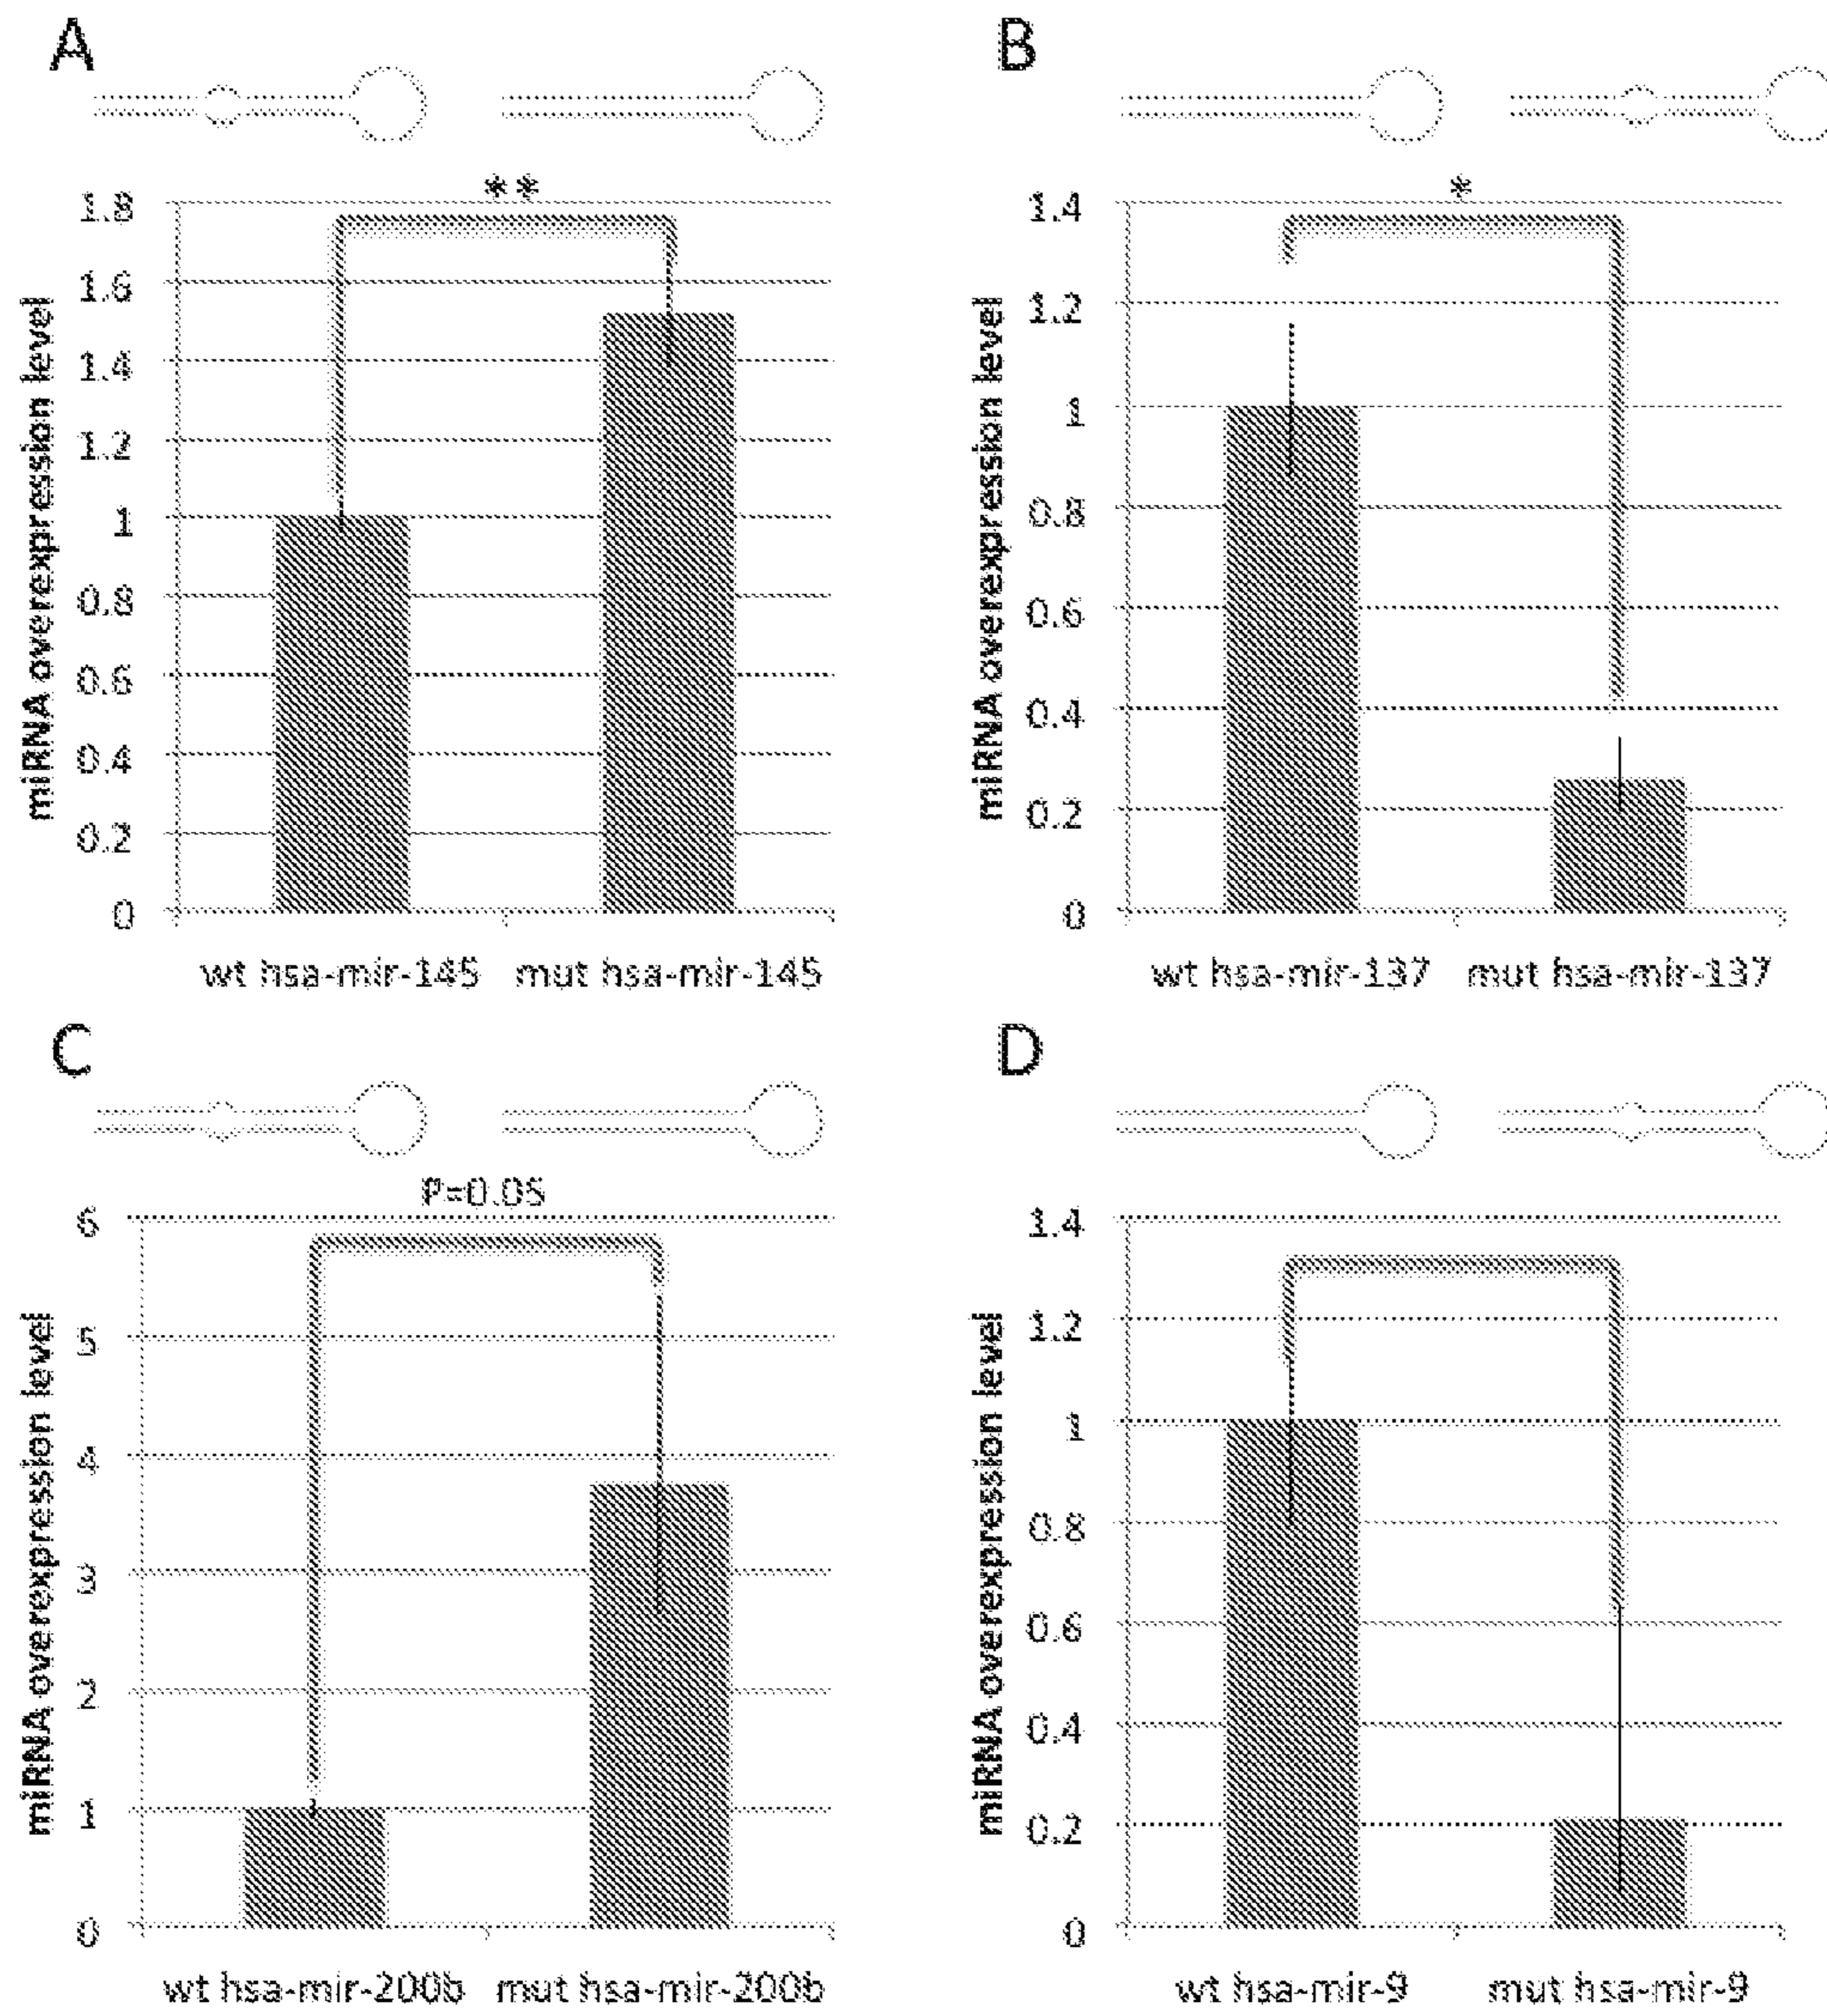 A
**
1.8
1.6
1.4
1.2
1
0.8
0.6
0.4
0.2
0
miRNA overexpression level
wt hsa-mir-145 mut hsa-mir-145
B
*
1.4
1.2
1
0.8
0.6
0.4
0.2
0
miRNA overexpression level
wt hsa-mir-137 mut hsa-mir-137
C
P=0.05
6
5
4
3
2
1
0
miRNA overexpression level
wt hsa-mir-200b mut hsa-mir-200b
D
1.4
1.2
1
0.8
0.6
0.4
0.2
0
miRNA overexpression level
wt hsa-mir-9 mut hsa-mir-9